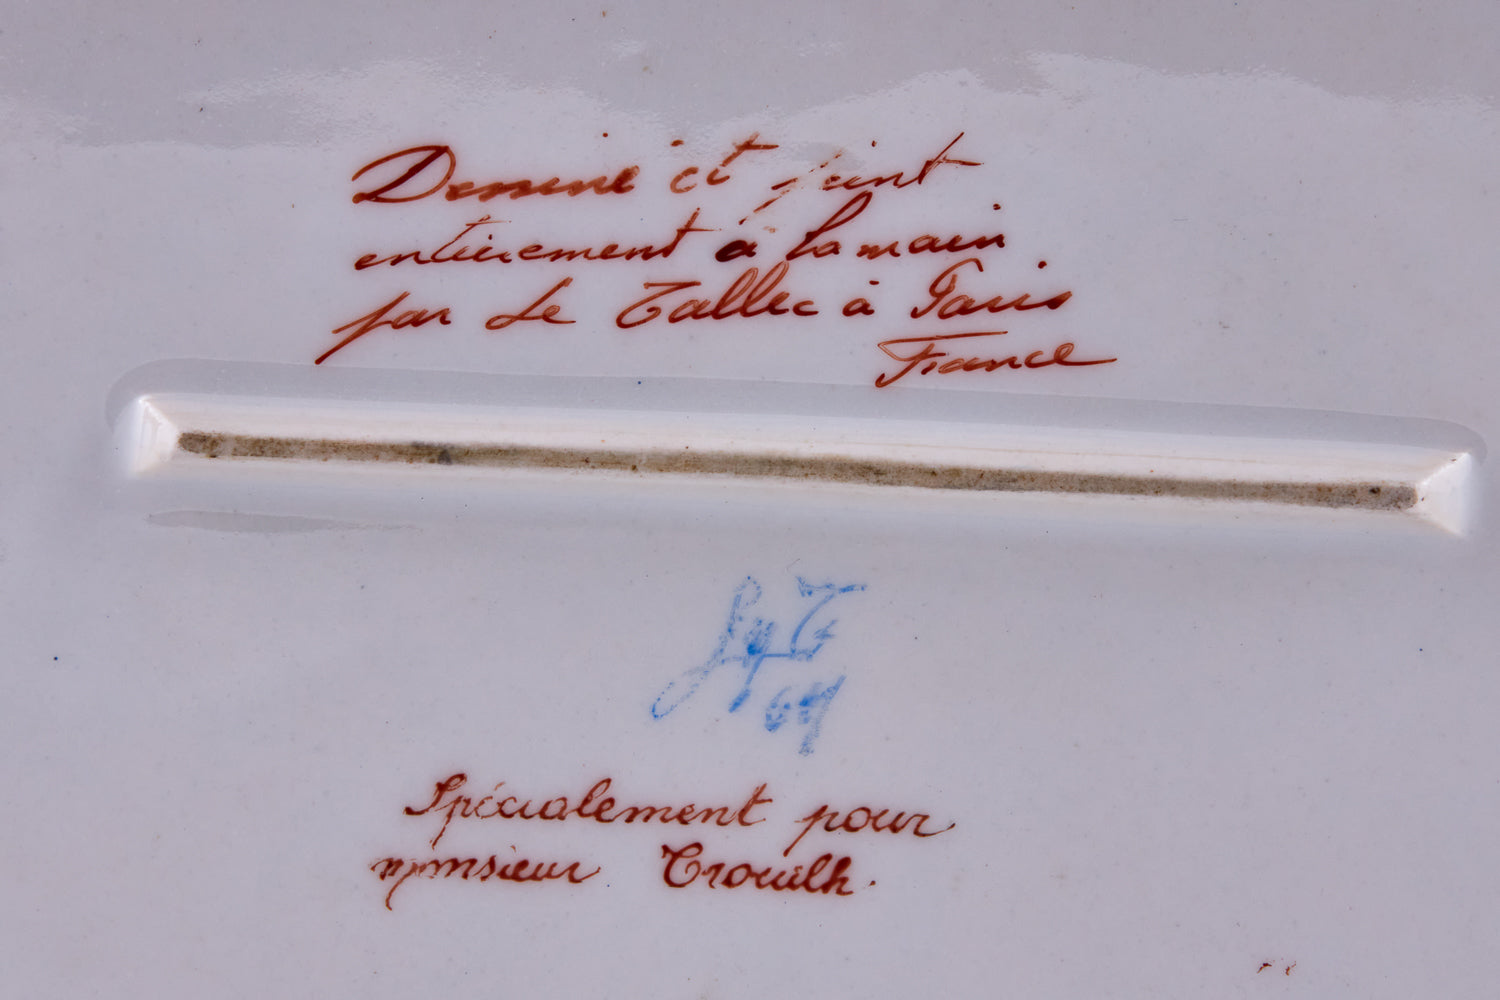 Dessiné et peint
entièrement à la main
par Le Tallec à Paris
France
Spécialement pour
monsieur Trouilh